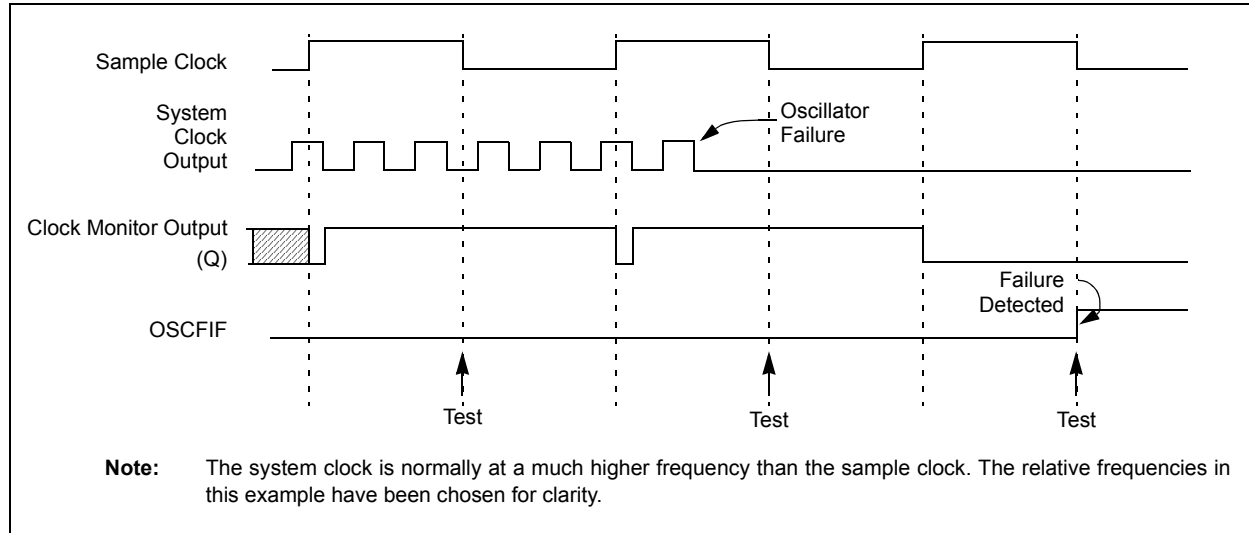 Sample Clock
System
Clock
Output
Oscillator
Failure
Clock Monitor Output
(Q)
Failure
Detected
OSCFIF
Test
Test
Test
Note: The system clock is normally at a much higher frequency than the sample clock. The relative frequencies in
this example have been chosen for clarity.